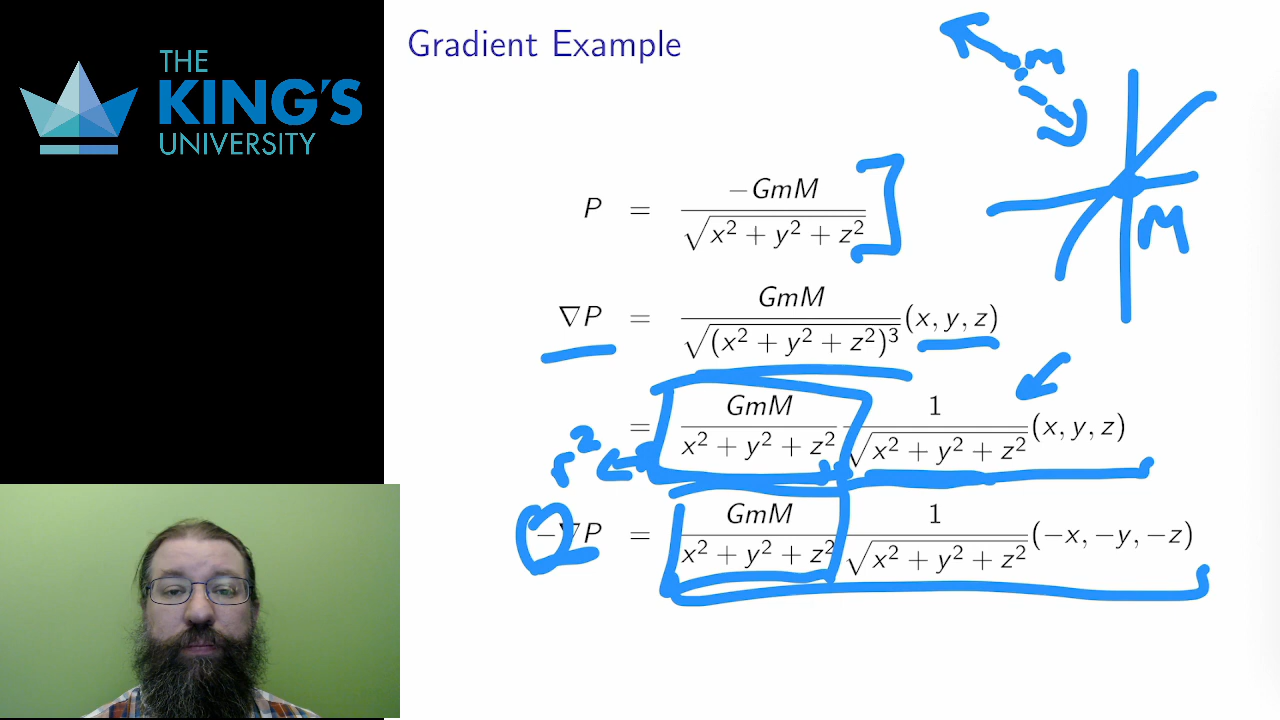 THE
KING'S
UNIVERSITY
Gradient Example
m
M
P = -GmM / √(x² + y² + z²)
∇P = GmM / √((x² + y² + z²)³) (x, y, z)
= GmM / (x² + y² + z²) 1 / √(x² + y² + z²) (x, y, z)
r²
-∇P = GmM / (x² + y² + z²) 1 / √(x² + y² + z²) (-x, -y, -z)